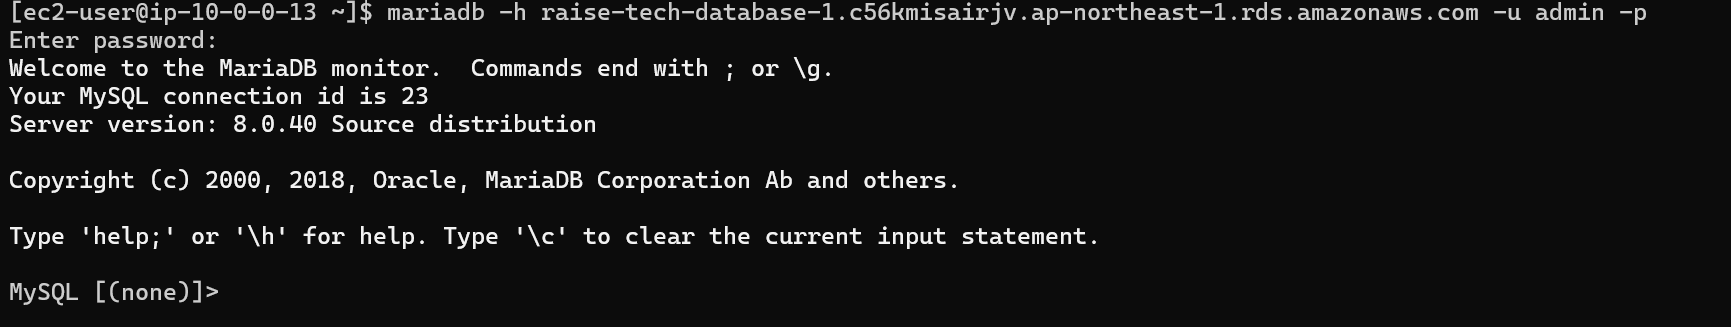 [ec2-user@ip-10-0-0-13 ~]$ mariadb -h raise-tech-database-1.c56kmisairjv.ap-northeast-1.rds.amazonaws.com -u admin -p
Enter password:
Welcome to the MariaDB monitor.  Commands end with ; or \g.
Your MySQL connection id is 23
Server version: 8.0.40 Source distribution
Copyright (c) 2000, 2018, Oracle, MariaDB Corporation Ab and others.
Type 'help;' or '\h' for help. Type '\c' to clear the current input statement.
MySQL [(none)]>